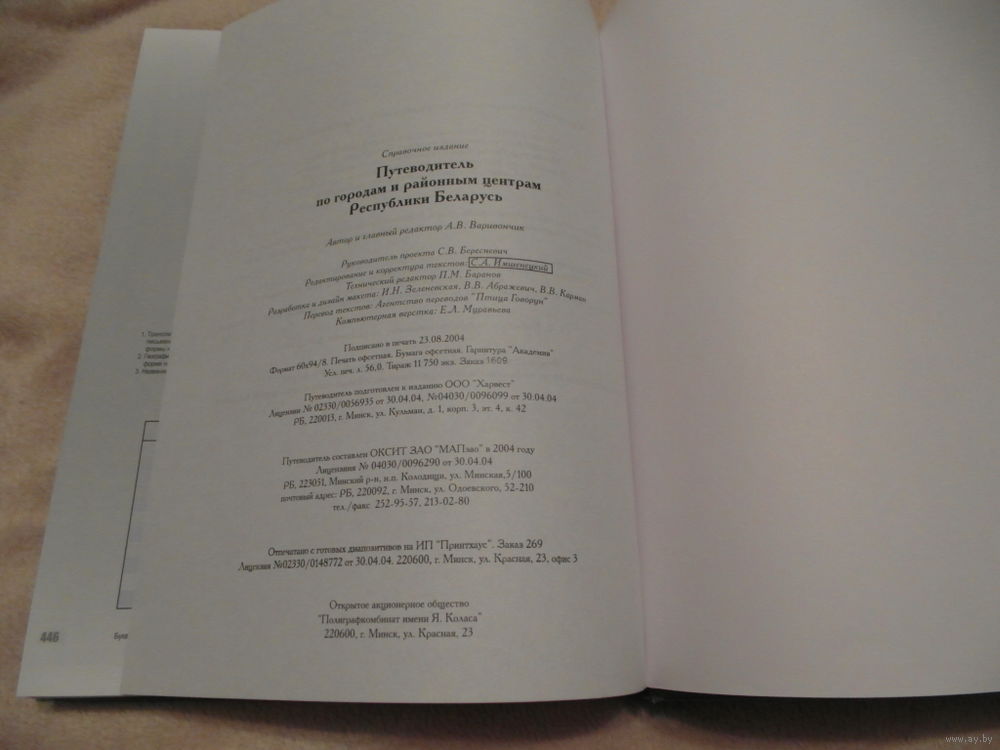 Справочное издание
Путеводитель
по городам и районным центрам
Республики Беларусь
Автор и главный редактор А.В. Варивончик
Руководитель проекта С.В. Бересневич
Редактирование и корректура текстов: С.А. Имшенецкий
Технический редактор П.М. Баранов
Разработка и дизайн макета: И.Н. Зеленевская, В.В. Абражевич, В.В. Карман
Перевод текстов: Агентство переводов "Птица Говорун"
Компьютерная верстка: Е.Л. Муравьева
Подписано в печать 23.08.2004
Формат 60х94/8. Печать офсетная. Бумага офсетная. Гарнитура "Академия"
Усл. печ. л. 56,0. Тираж 11 750 экз. Заказ 1609.
Путеводитель подготовлен к изданию ООО "Харвест"
Лицензии № 02330/0056935 от 30.04.04, №04030/0096099 от 30.04.04
РБ, 220013, г. Минск, ул. Кульман, д. 1, корп. 3, эт. 4, к. 42
Путеводитель составлен ОКСИТ ЗАО "МАПзао" в 2004 году
Лицензия № 04030/0096290 от 30.04.04
РБ, 223051, Минский р-н, н.п. Колодищи, ул. Минская,5/100
почтовый адрес: РБ, 220092, г. Минск, ул. Одоевского, 52-210
тел./факс 252-95-57, 213-02-80
Отпечатано с готовых диапозитивов на ИП "Принтхаус". Заказ 269
Лицензия №02330/0148772 от 30.04.04. 220600, г. Минск, ул. Красная, 23, офис 3
Открытое акционерное общество
"Полиграфкомбинат имени Я. Коласа"
220600, г. Минск, ул. Красная, 23
446
www.ay.by